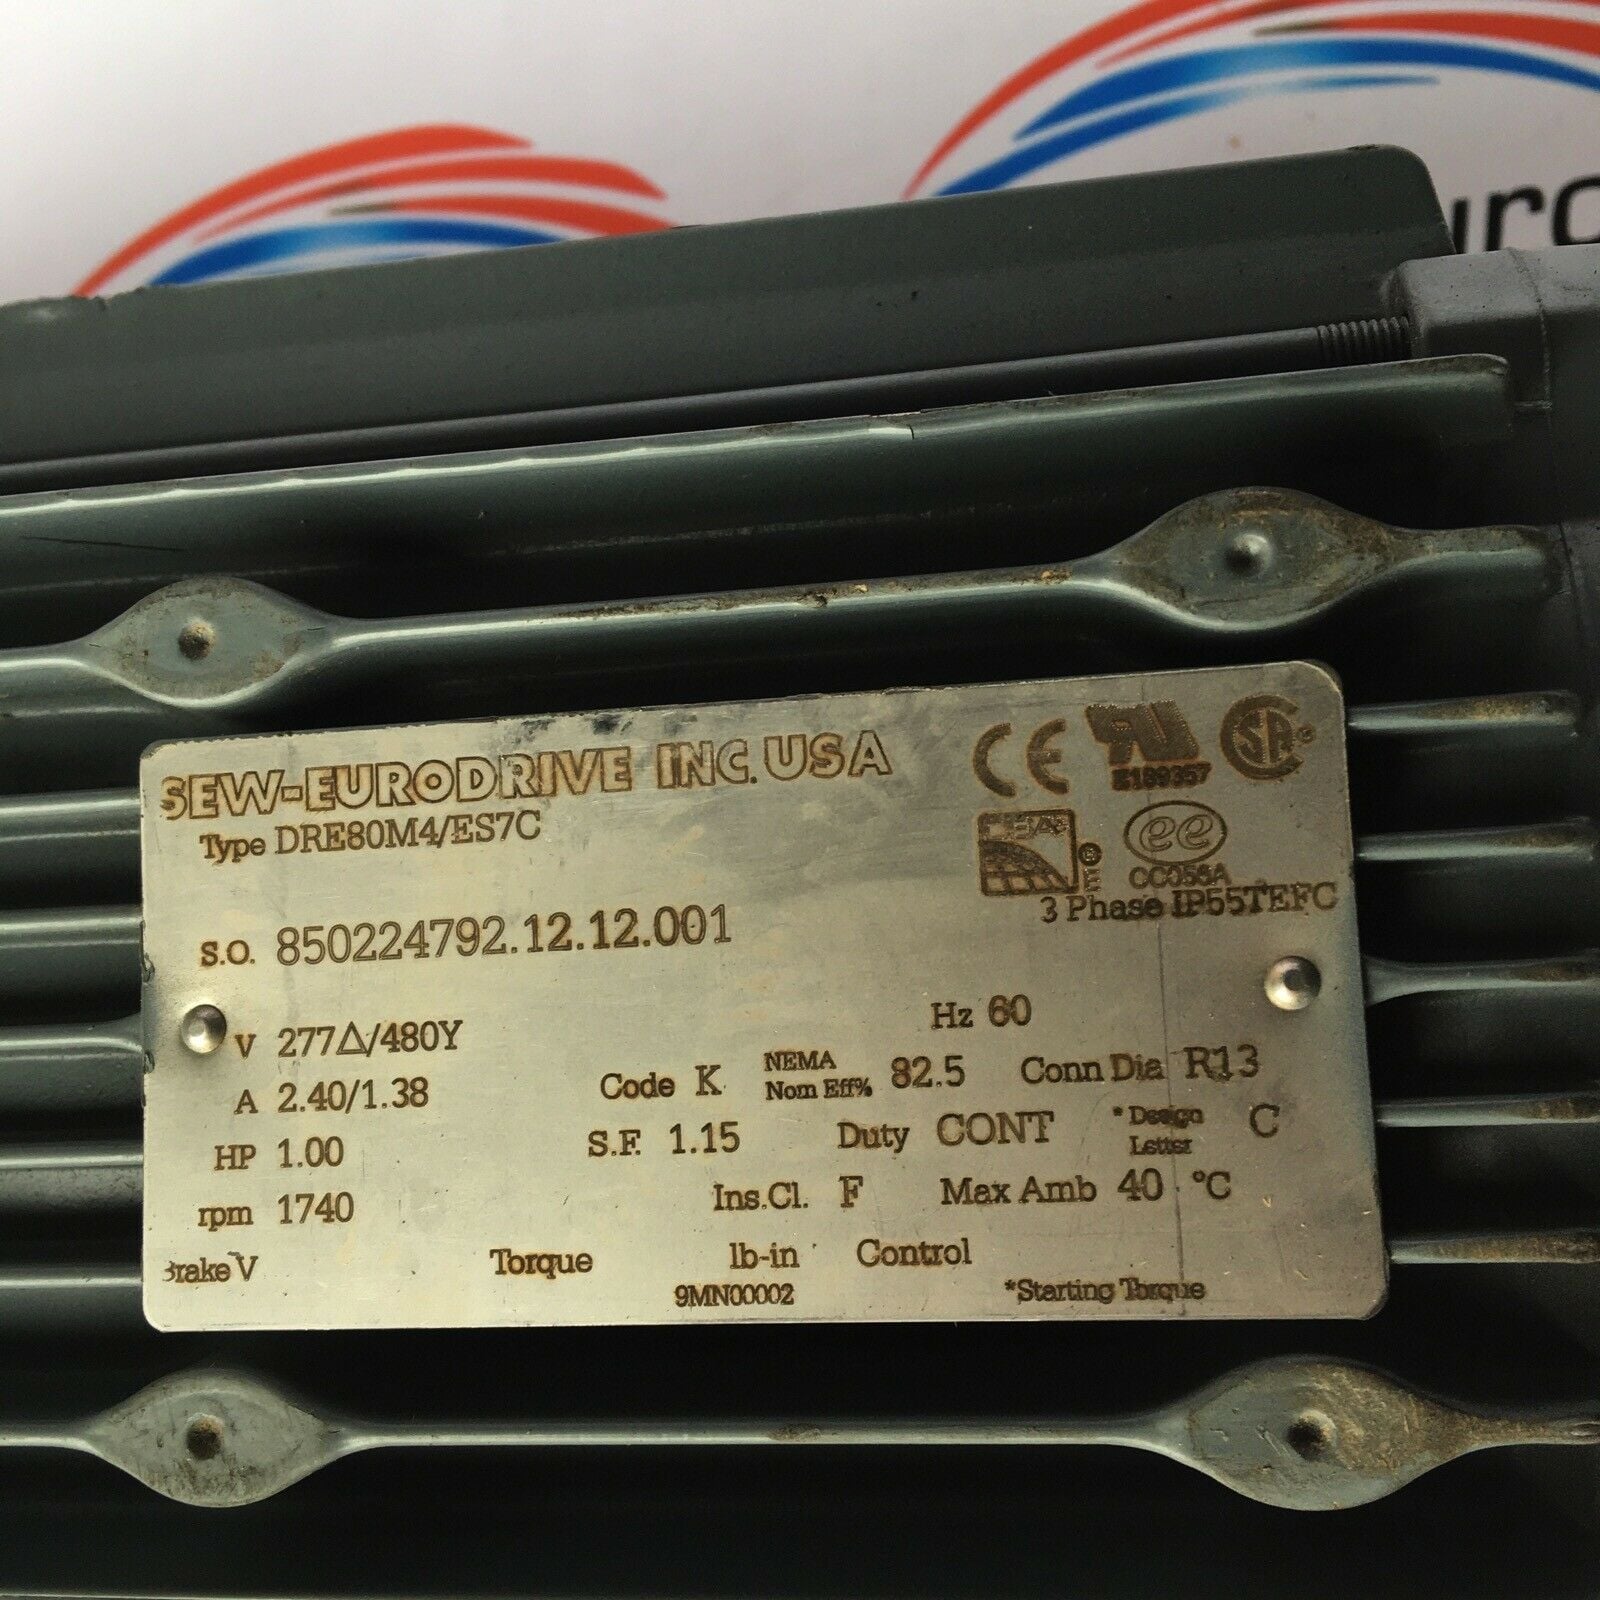 uro
SEW-EURODRIVE INC. USA
CE
E189357
Type DRE80M4/ES7C
ee
CC056A
3 Phase IP55TEFC
S.O. 850224792.12.12.001
Hz 60
V 277△/480Y
A 2.40/1.38 Code K NEMA Nom Eff% 82.5 Conn Dia R13
HP 1.00 S.F. 1.15 Duty CONT *Design Letter C
rpm 1740 Ins.Cl. F Max Amb 40 °C
Brake V Torque lb-in Control
9MN00002 *Starting Torque